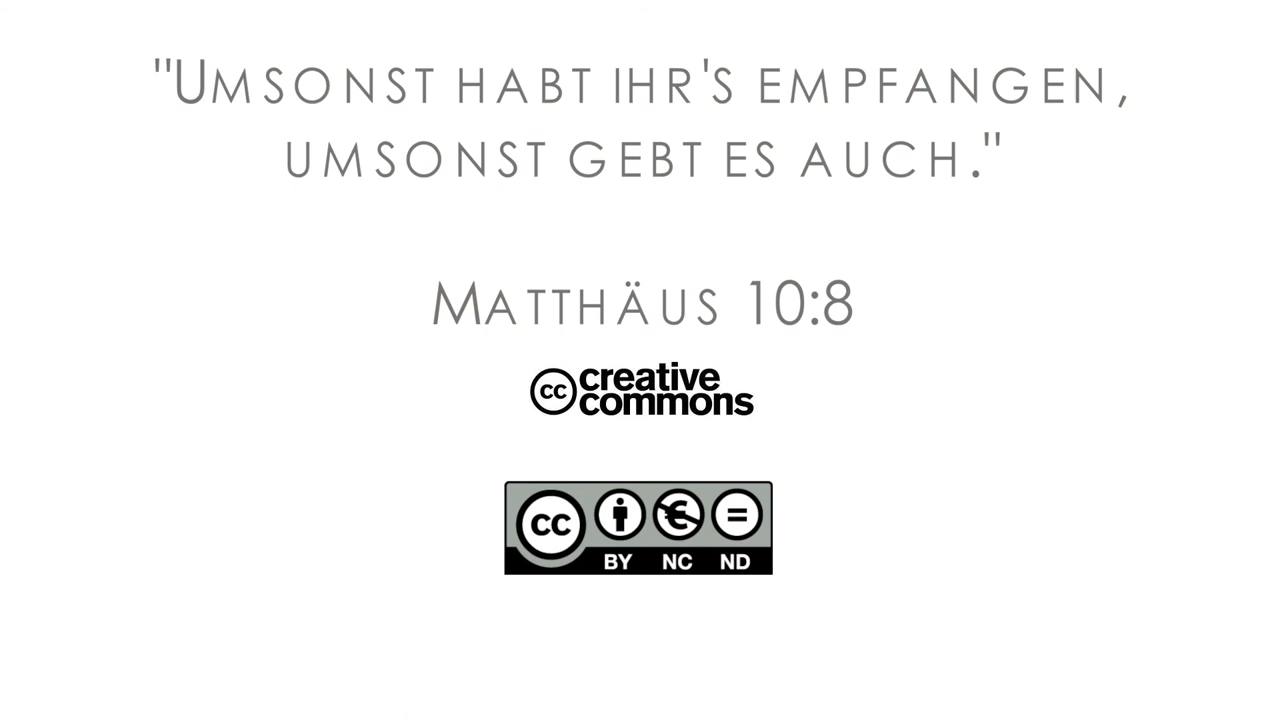 "Umsonst habt ihr's empfangen,
umsonst gebt es auch."
Matthäus 10:8
cc creative
commons
cc BY NC ND